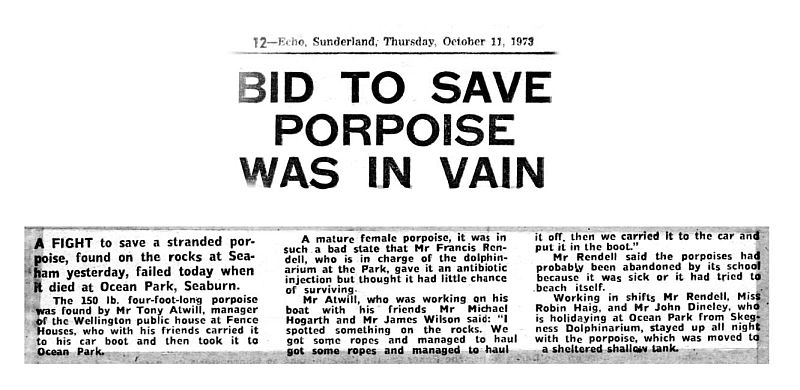 12—Echo, Sunderland, Thursday, October 11, 1973
BID TO SAVE
PORPOISE
WAS IN VAIN
A FIGHT to save a stranded por-
poise, found on the rocks at Sea-
ham yesterday, failed today when
it died at Ocean Park, Seaburn.
The 150 lb. four-foot-long porpoise
was found by Mr Tony Atwill, manager
of the Wellington public house at Fence
Houses, who with his friends carried it
to his car boot and then took it to
Ocean Park.
A mature female porpoise, it was in
such a bad state that Mr Francis Ren-
dell, who is in charge of the dolphin-
arium at the Park, gave it an antibiotic
injection but thought it had little chance
of surviving.
Mr Atwill, who was working on his
boat with his friends Mr Michael
Hogarth and Mr James Wilson said: "I
spotted something on the rocks. We
got some ropes and managed to haul
got some ropes and managed to haul
it off, then we carried it to the car and
put it in the boot."
Mr Rendell said the porpoises had
probably been abandoned by its school
because it was sick or it had tried to
beach itself.
Working in shifts Mr Rendell, Miss
Robin Haig, and Mr John Dineley, who
is holidaying at Ocean Park from Skeg-
ness Dolphinarium, stayed up all night
with the porpoise, which was moved to
a sheltered shallow tank.